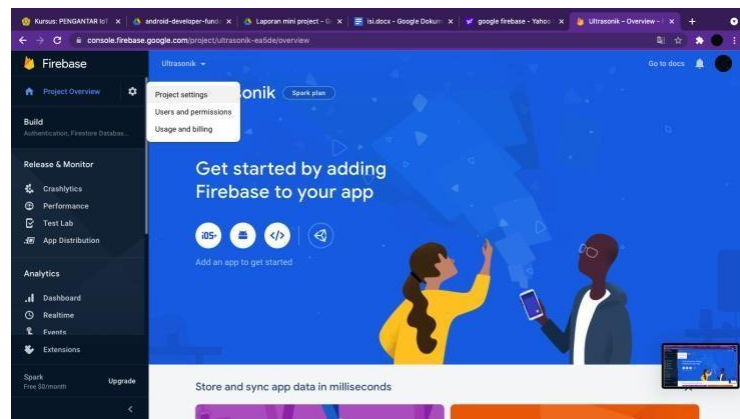 Kursus: PENGANTAR IoT
android-developer-fund
Laporan mini project - G
isi.docx - Google Dokum
google firebase - Yahoo
Ultrasonik - Overview -
console.firebase.google.com/project/ultrasonik-ea5de/overview
Firebase
Ultrasonik
Go to docs
Project Overview
Project settings
Users and permissions
Usage and billing
onik
Spark plan
Build
Authentication, Firestore Databas...
Release & Monitor
Crashlytics
Performance
Test Lab
App Distribution
Get started by adding
Firebase to your app
iOS+
</>
Add an app to get started
Analytics
Dashboard
Realtime
Events
Extensions
Spark
Free $0/month
Upgrade
Store and sync app data in milliseconds